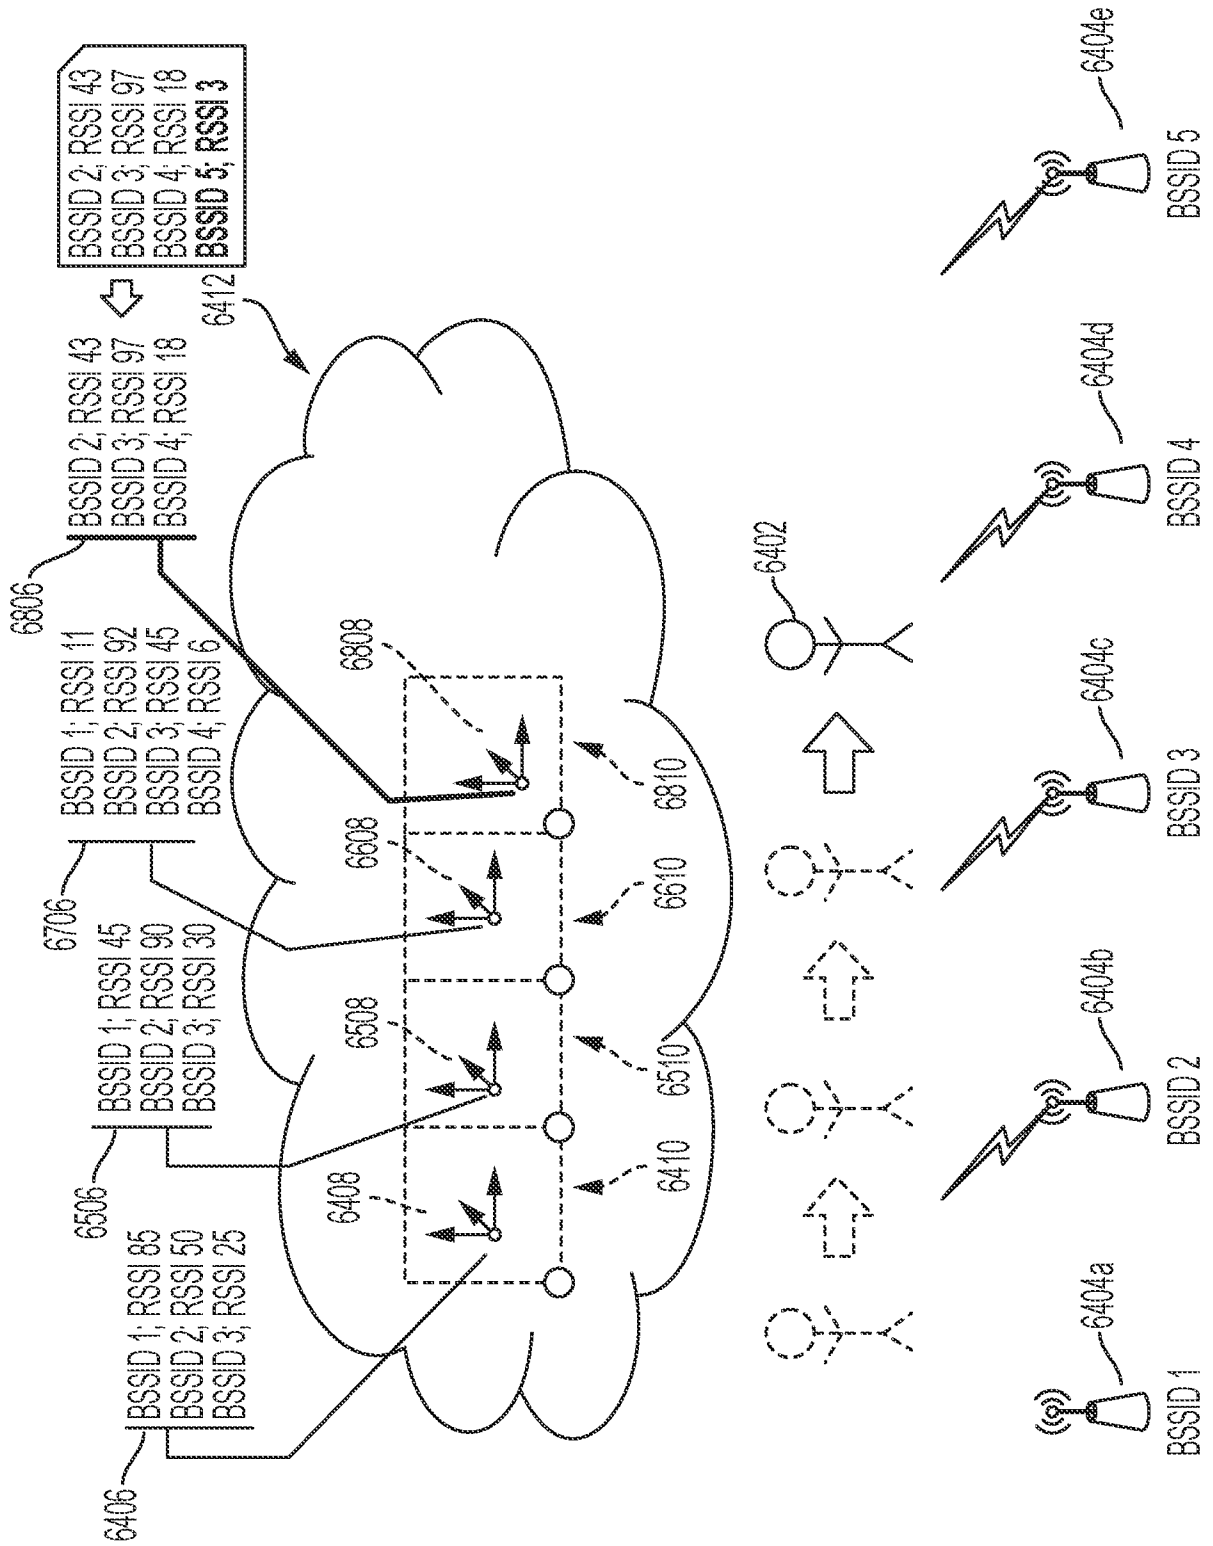 6406
BSSID 1; RSSI 85
BSSID 2; RSSI 50
BSSID 3; RSSI 25
6506
BSSID 1; RSSI 45
BSSID 2; RSSI 90
BSSID 3; RSSI 30
6706
BSSID 1; RSSI 11
BSSID 2; RSSI 92
BSSID 3; RSSI 45
BSSID 4; RSSI 6
6806
BSSID 2; RSSI 43
BSSID 3; RSSI 97
BSSID 4; RSSI 18
BSSID 2; RSSI 43
BSSID 3; RSSI 97
BSSID 4; RSSI 18
BSSID 5; RSSI 3
6412
6408
6508
6608
6808
6410
6510
6610
6810
6402
6404a
6404b
6404c
6404d
6404e
BSSID 1
BSSID 2
BSSID 3
BSSID 4
BSSID 5